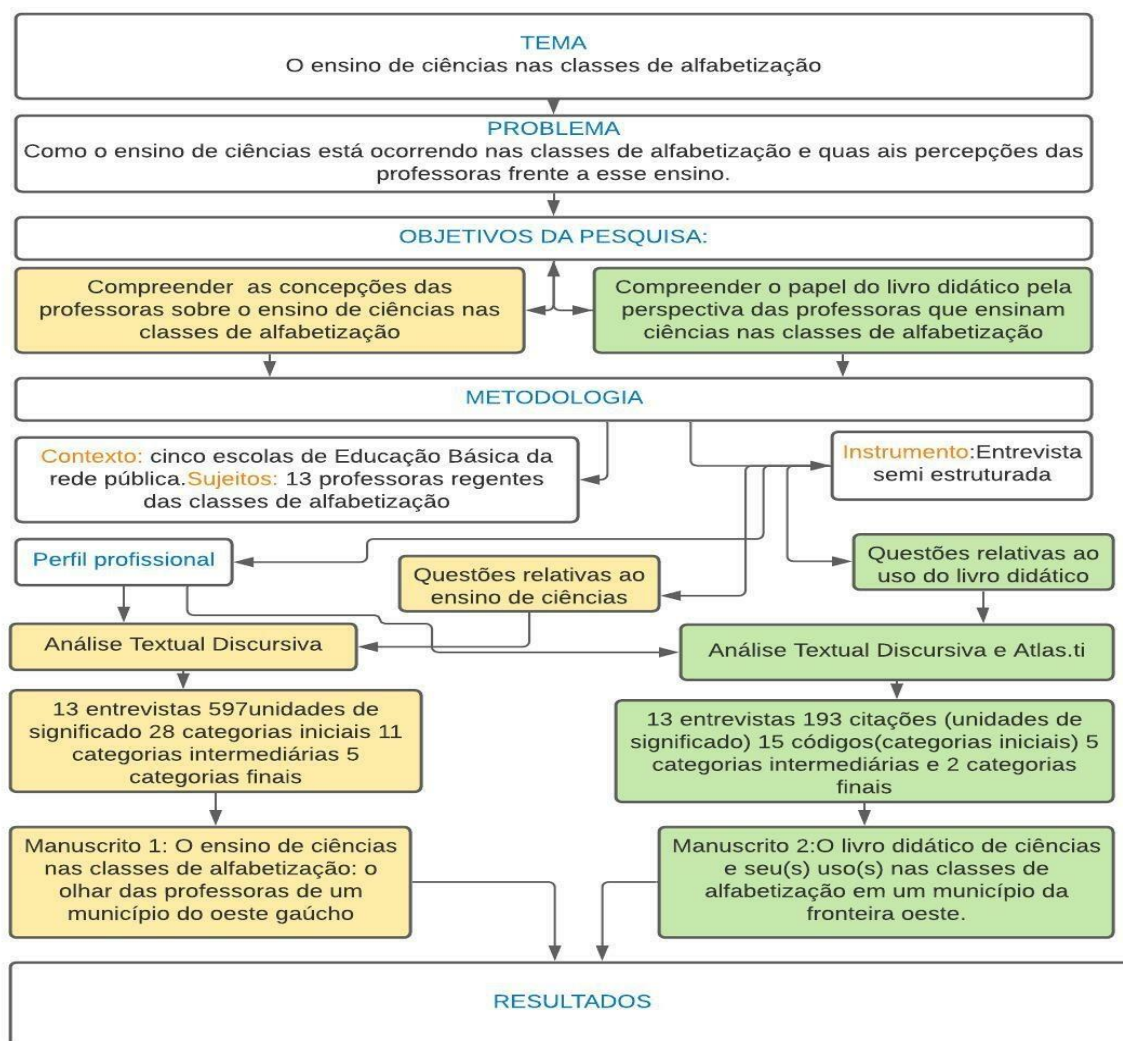 TEMA
O ensino de ciências nas classes de alfabetização
PROBLEMA
Como o ensino de ciências está ocorrendo nas classes de alfabetização e quas ais percepções das
professoras frente a esse ensino.
OBJETIVOS DA PESQUISA:
Compreender as concepções das
professoras sobre o ensino de ciências nas
classes de alfabetização
Compreender o papel do livro didático pela
perspectiva das professoras que ensinam
ciências nas classes de alfabetização
METODOLOGIA
Contexto: cinco escolas de Educação Básica da
rede pública.Sujeitos: 13 professoras regentes
das classes de alfabetização
Instrumento:Entrevista
semi estruturada
Perfil profissional
Questões relativas ao
ensino de ciências
Questões relativas ao
uso do livro didático
Análise Textual Discursiva
Análise Textual Discursiva e Atlas.ti
13 entrevistas 597unidades de
significado 28 categorias iniciais 11
categorias intermediárias 5
categorias finais
13 entrevistas 193 citações (unidades de
significado) 15 códigos(categorias iniciais) 5
categorias intermediárias e 2 categorias
finais
Manuscrito 1: O ensino de ciências
nas classes de alfabetização: o
olhar das professoras de um
município do oeste gaúcho
Manuscrito 2:O livro didático de ciências
e seu(s) uso(s) nas classes de
alfabetização em um município da
fronteira oeste.
RESULTADOS